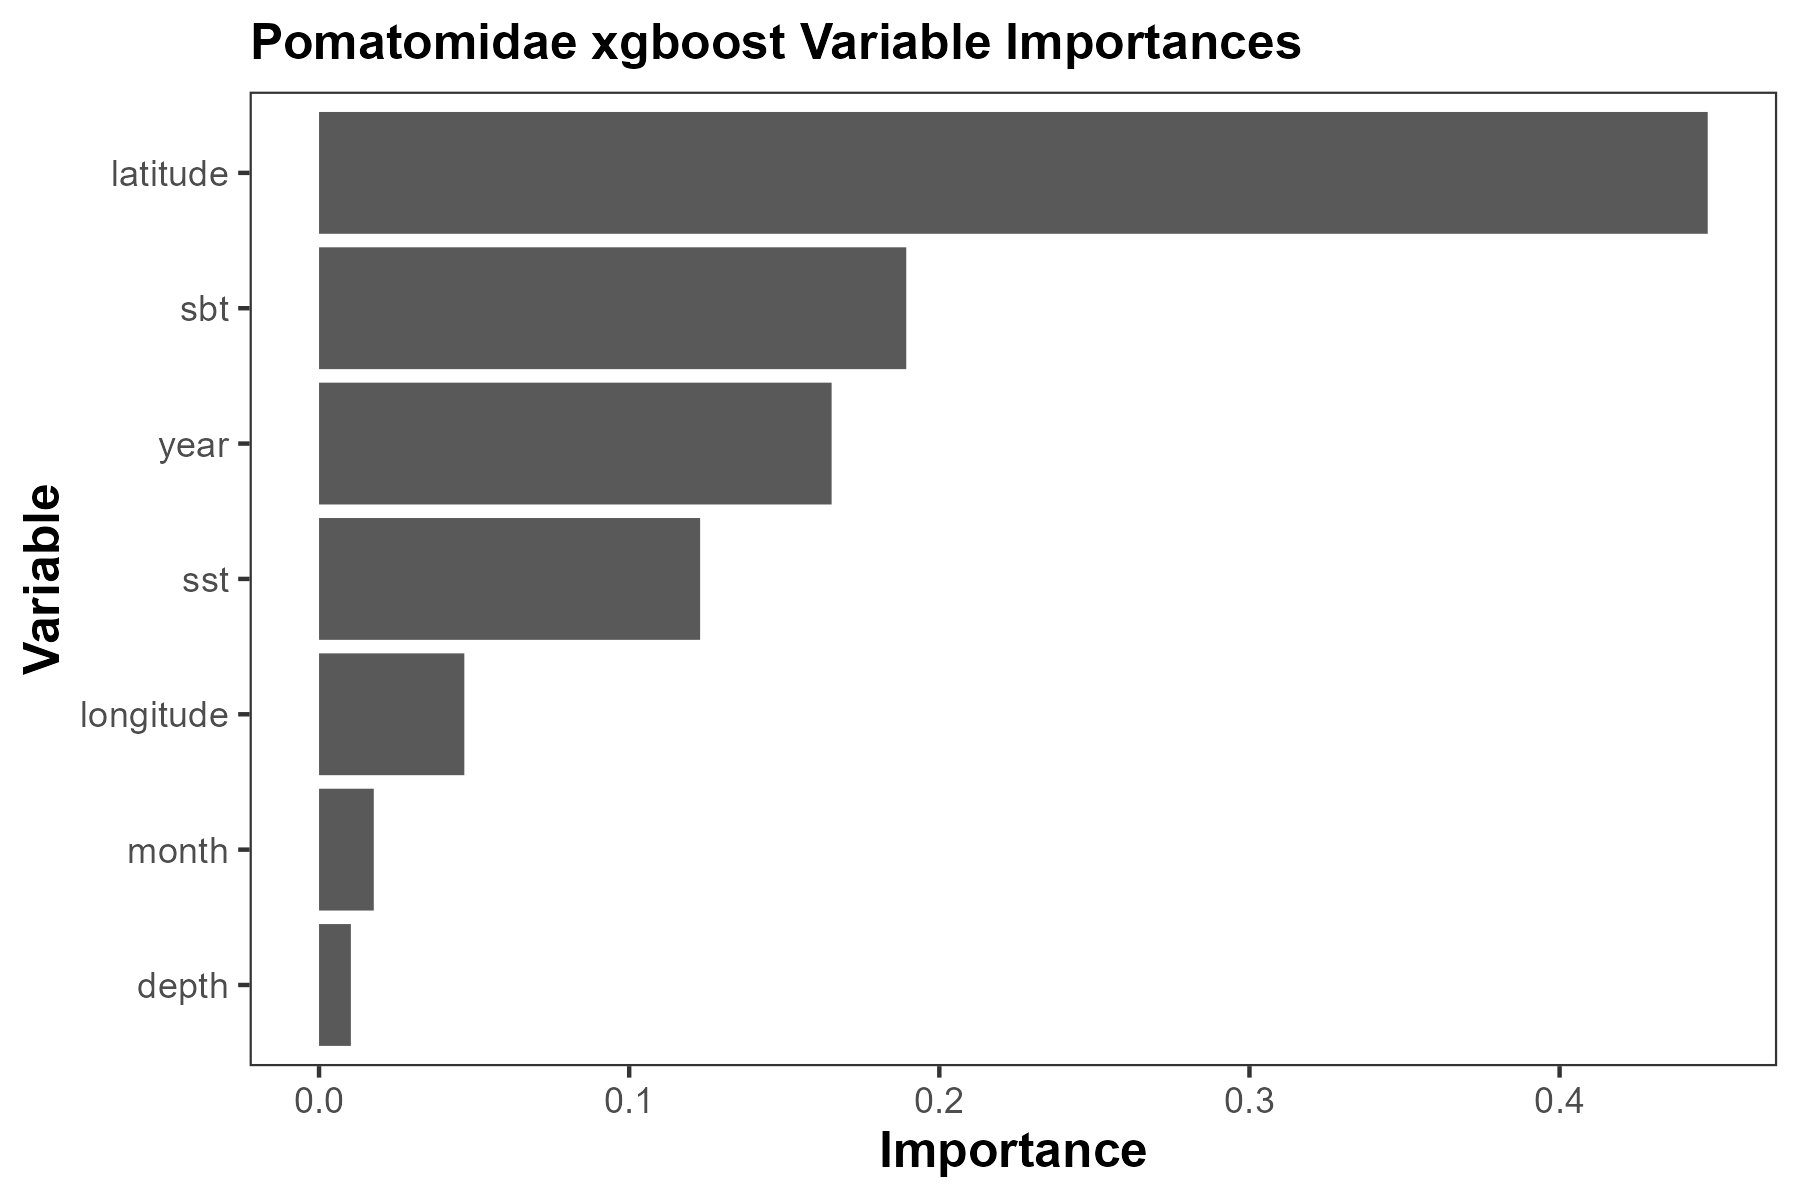 Pomatomidae xgboost Variable Importances
latitude
sbt
year
sst
longitude
month
depth
Variable
0.0 0.1 0.2 0.3 0.4
Importance